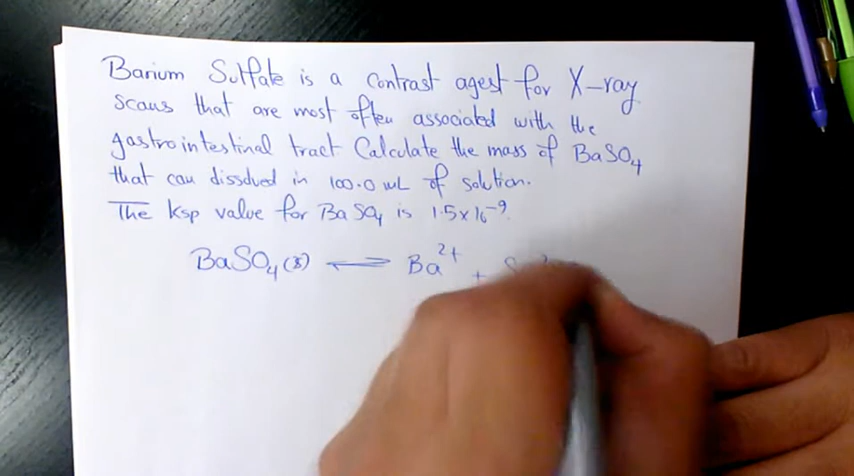 Barium Sulfate is a contrast agent for X-ray
scans that are most often associated with the
gastrointestinal tract. Calculate the mass of BaSO4
that can dissolved in 100.0 mL of solution.
The Ksp value for BaSO4 is 1.5x10-9.
BaSO4(s) ⇌ Ba2+ +